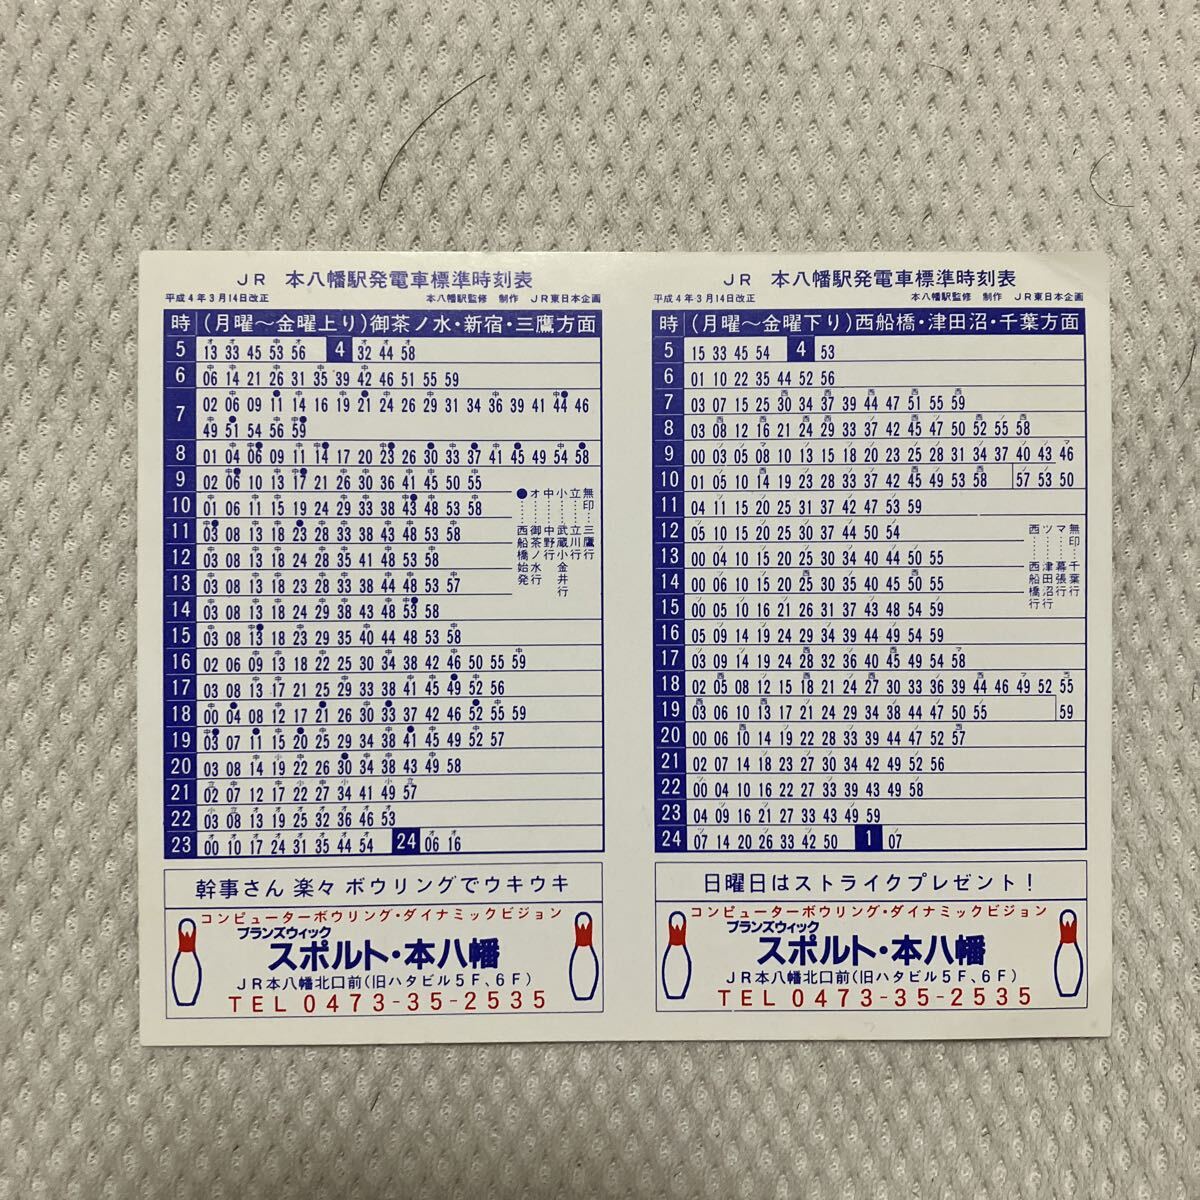 JR 本八幡駅発電車標準時刻表
平成4年3月14日改正 本八幡駅監修 制作 JR東日本企画
時 (月曜～金曜上り)御茶ノ水・新宿・三鷹方面
5 13 33 45 53 56 4 32 44 58
6 06 14 21 26 31 35 39 42 46 51 55 59
7 02 06 09 11 14 16 19 21 24 26 29 31 34 36 39 41 44 46
49 51 54 56 59
8 01 04 06 09 11 14 17 20 23 26 30 33 37 41 45 49 54 58
9 02 06 10 13 17 21 25 30 36 41 45 50 55
10 01 06 11 15 19 24 29 34 38 43 48 53 58
11 03 08 13 18 23 28 33 38 43 48 53 58
12 03 08 13 18 24 28 35 41 48 53 58
13 03 08 13 18 23 28 33 38 44 48 53 57
14 03 08 13 18 24 29 38 43 48 53 58
15 03 08 13 18 23 29 35 40 44 48 53 58
16 02 06 09 13 18 22 25 30 34 38 42 46 50 55 59
17 03 08 13 17 21 25 29 33 38 41 45 49 52 56
18 00 04 08 12 17 21 26 30 33 37 42 46 52 55 59
19 03 07 11 15 20 25 29 34 38 41 45 49 52 57
20 03 08 14 19 22 26 30 34 38 43 49 58
21 02 07 12 17 22 27 34 41 49 57
22 03 08 13 19 25 32 36 46 53
23 00 10 17 24 31 35 44 54 24 06 16
●……西船橋始発
オ……御茶ノ水行
中……中野行
小……武蔵小金井行
立……立川行
無印…三鷹行
幹事さん 楽々 ボウリングでウキウキ
コンピューターボウリング・ダイナミックビジョン
ブランズウィック
スポルト・本八幡
JR本八幡北口前(旧ハタビル5F、6F)
TEL 0473-35-2535
JR 本八幡駅発電車標準時刻表
平成4年3月14日改正 本八幡駅監修 制作 JR東日本企画
時 (月曜～金曜下り)西船橋・津田沼・千葉方面
5 15 33 45 54 4 53
6 01 10 22 35 44 52 56
7 03 07 15 25 30 34 37 39 44 47 51 55 59
8 03 08 12 16 21 24 29 33 37 42 45 47 50 52 55 58
9 00 03 05 08 10 13 15 19 22 25 28 31 34 37 40 43 46
10 01 05 10 14 19 23 28 35 42 45 49 53 58 57 53 50
11 04 11 15 20 25 31 37 42 47 53 59
12 05 10 15 20 25 30 37 44 50 54
13 00 05 10 15 20 25 30 34 40 44 50 55
14 00 06 10 15 20 25 30 35 40 45 50 55
15 00 05 10 16 21 26 31 37 43 48 54 59
16 05 09 14 19 24 29 34 39 44 49 54 59
17 03 09 14 19 24 28 32 36 40 45 49 54 58
18 02 05 08 12 15 18 21 24 27 30 33 36 39 44 46 49 52 55
19 03 06 10 13 17 21 24 29 34 38 44 47 50 55 59
20 00 06 10 14 19 22 28 33 39 44 47 52 57
21 02 07 14 18 23 27 30 34 42 49 52 56
22 00 04 10 16 22 27 33 39 43 49 58
23 04 09 16 21 27 33 43 49 59
24 07 14 20 26 33 42 50 1 07
西……西船橋行
ツ……津田沼行
マ……幕張行
無印…千葉行
日曜日はストライクプレゼント!
コンピューターボウリング・ダイナミックビジョン
ブランズウィック
スポルト・本八幡
JR本八幡北口前(旧ハタビル5F、6F)
TEL 0473-35-2535